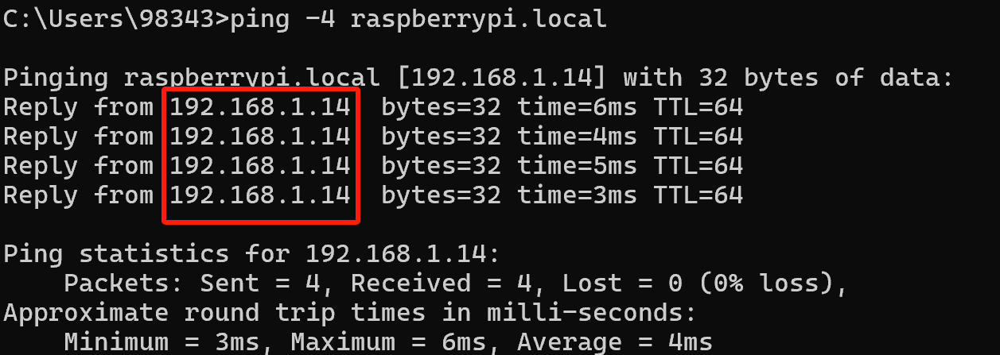 C:\Users\98343>ping -4 raspberrypi.local
Pinging raspberrypi.local [192.168.1.14] with 32 bytes of data:
Reply from 192.168.1.14 bytes=32 time=6ms TTL=64
Reply from 192.168.1.14 bytes=32 time=4ms TTL=64
Reply from 192.168.1.14 bytes=32 time=5ms TTL=64
Reply from 192.168.1.14 bytes=32 time=3ms TTL=64
Ping statistics for 192.168.1.14:
Packets: Sent = 4, Received = 4, Lost = 0 (0% loss),
Approximate round trip times in milli-seconds:
Minimum = 3ms, Maximum = 6ms, Average = 4ms